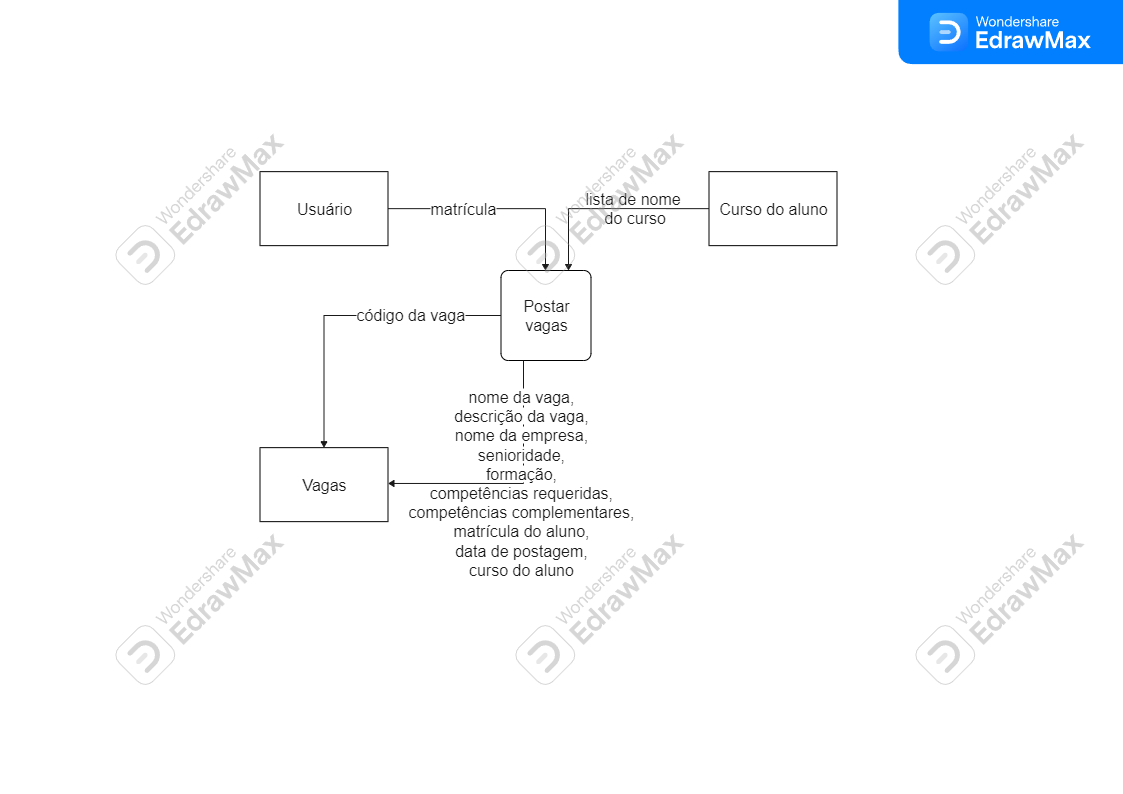 Wondershare
EdrawMax
Wondershare
EdrawMax
Wondershare
EdrawMax
Wondershare
EdrawMax
Usuário
matrícula
lista de nome
do curso
Curso do aluno
Postar
vagas
código da vaga
nome da vaga,
descrição da vaga,
nome da empresa,
senioridade,
formação,
competências requeridas,
competências complementares,
matrícula do aluno,
data de postagem,
curso do aluno
Vagas
Wondershare
EdrawMax
Wondershare
EdrawMax
Wondershare
EdrawMax